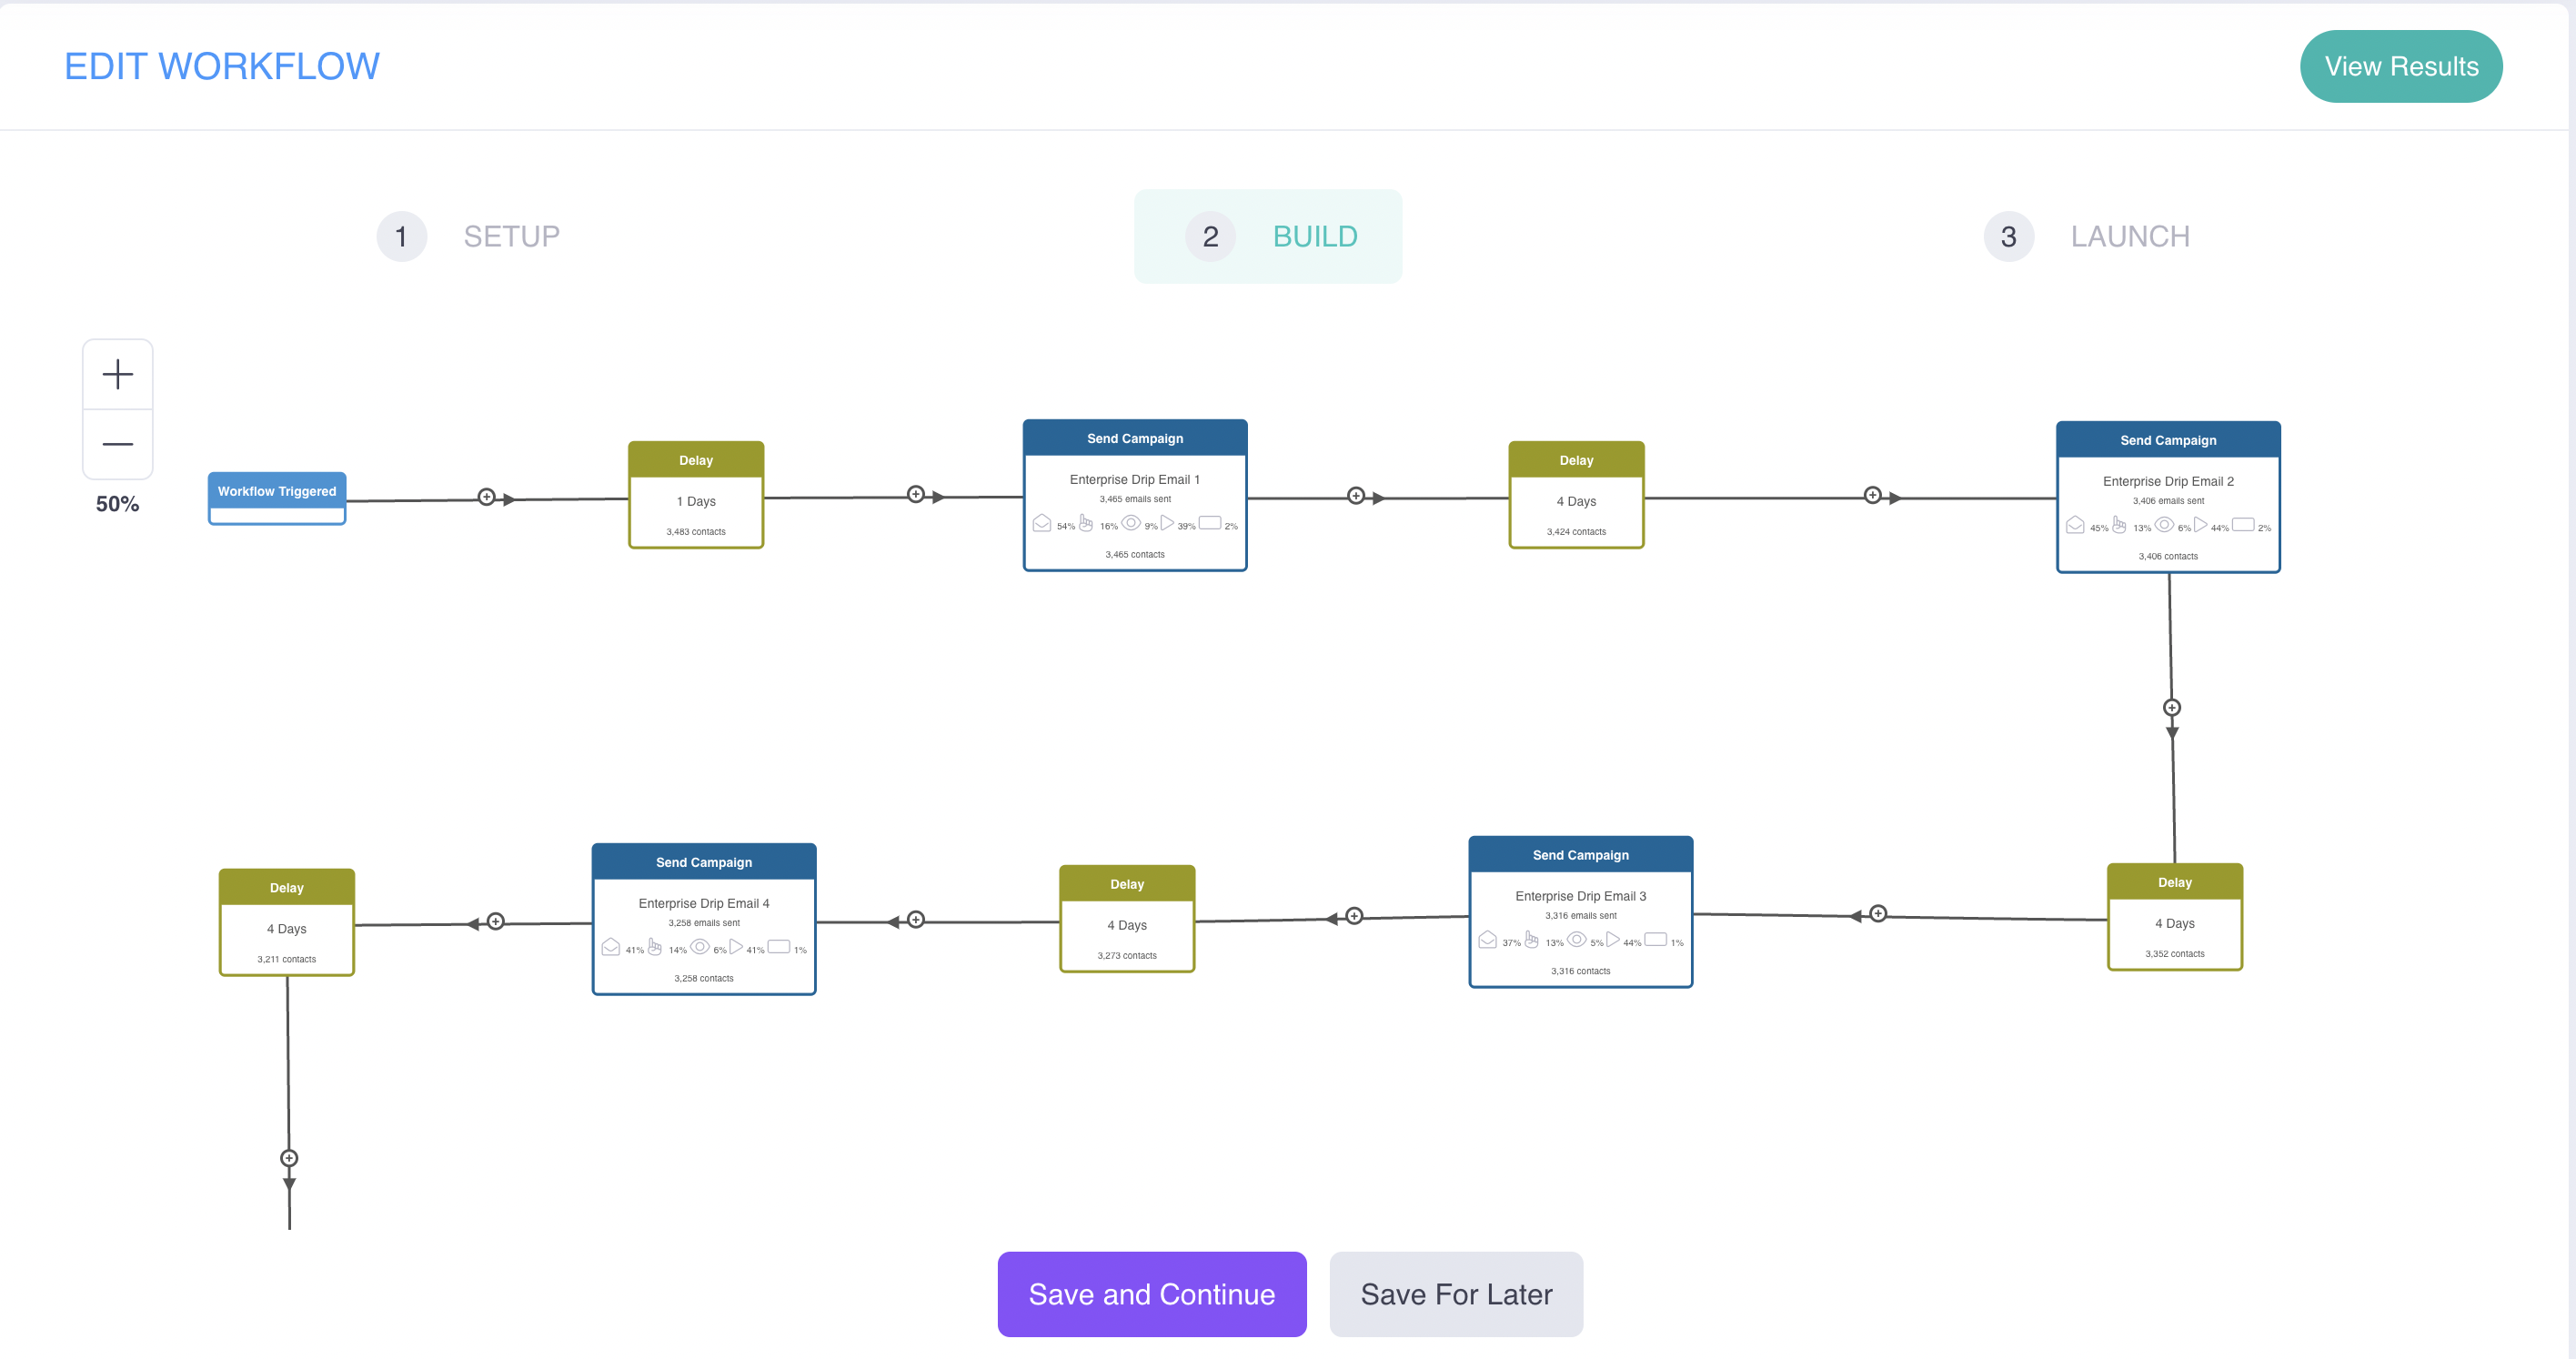 EDIT WORKFLOW
View Results
1 SETUP
2 BUILD
3 LAUNCH
50%
Workflow Triggered
Delay
1 Days
3,483 contacts
Send Campaign
Enterprise Drip Email 1
3,465 emails sent
54% 16% 9% 39% 2%
3,465 contacts
Delay
4 Days
3,424 contacts
Send Campaign
Enterprise Drip Email 2
3,406 emails sent
45% 13% 6% 44% 2%
3,406 contacts
Delay
4 Days
3,352 contacts
Send Campaign
Enterprise Drip Email 3
3,316 emails sent
37% 13% 5% 44% 1%
3,316 contacts
Delay
4 Days
3,273 contacts
Send Campaign
Enterprise Drip Email 4
3,258 emails sent
41% 14% 6% 41% 1%
3,258 contacts
Delay
4 Days
3,211 contacts
Save and Continue
Save For Later